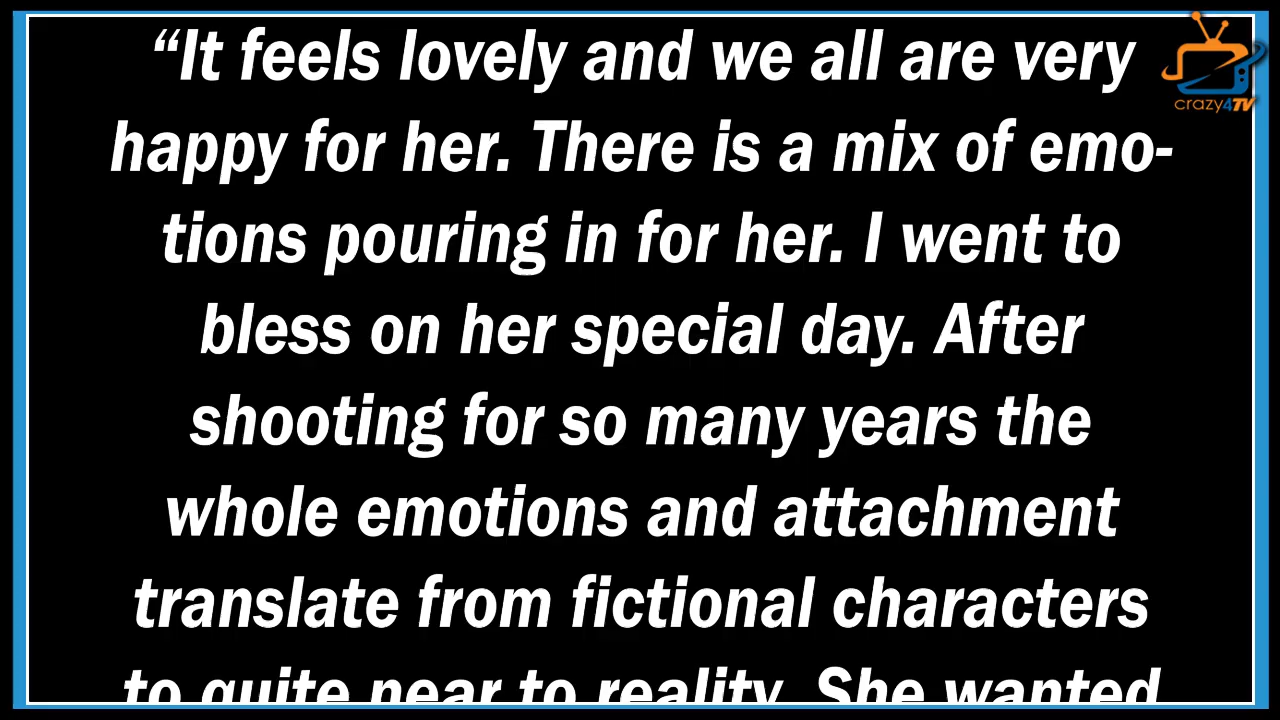 “It feels lovely and we all are very
happy for her. There is a mix of emo-
tions pouring in for her. I went to
bless on her special day. After
shooting for so many years the
whole emotions and attachment
translate from fictional characters
to quite near to reality. She wanted
crazy4TV